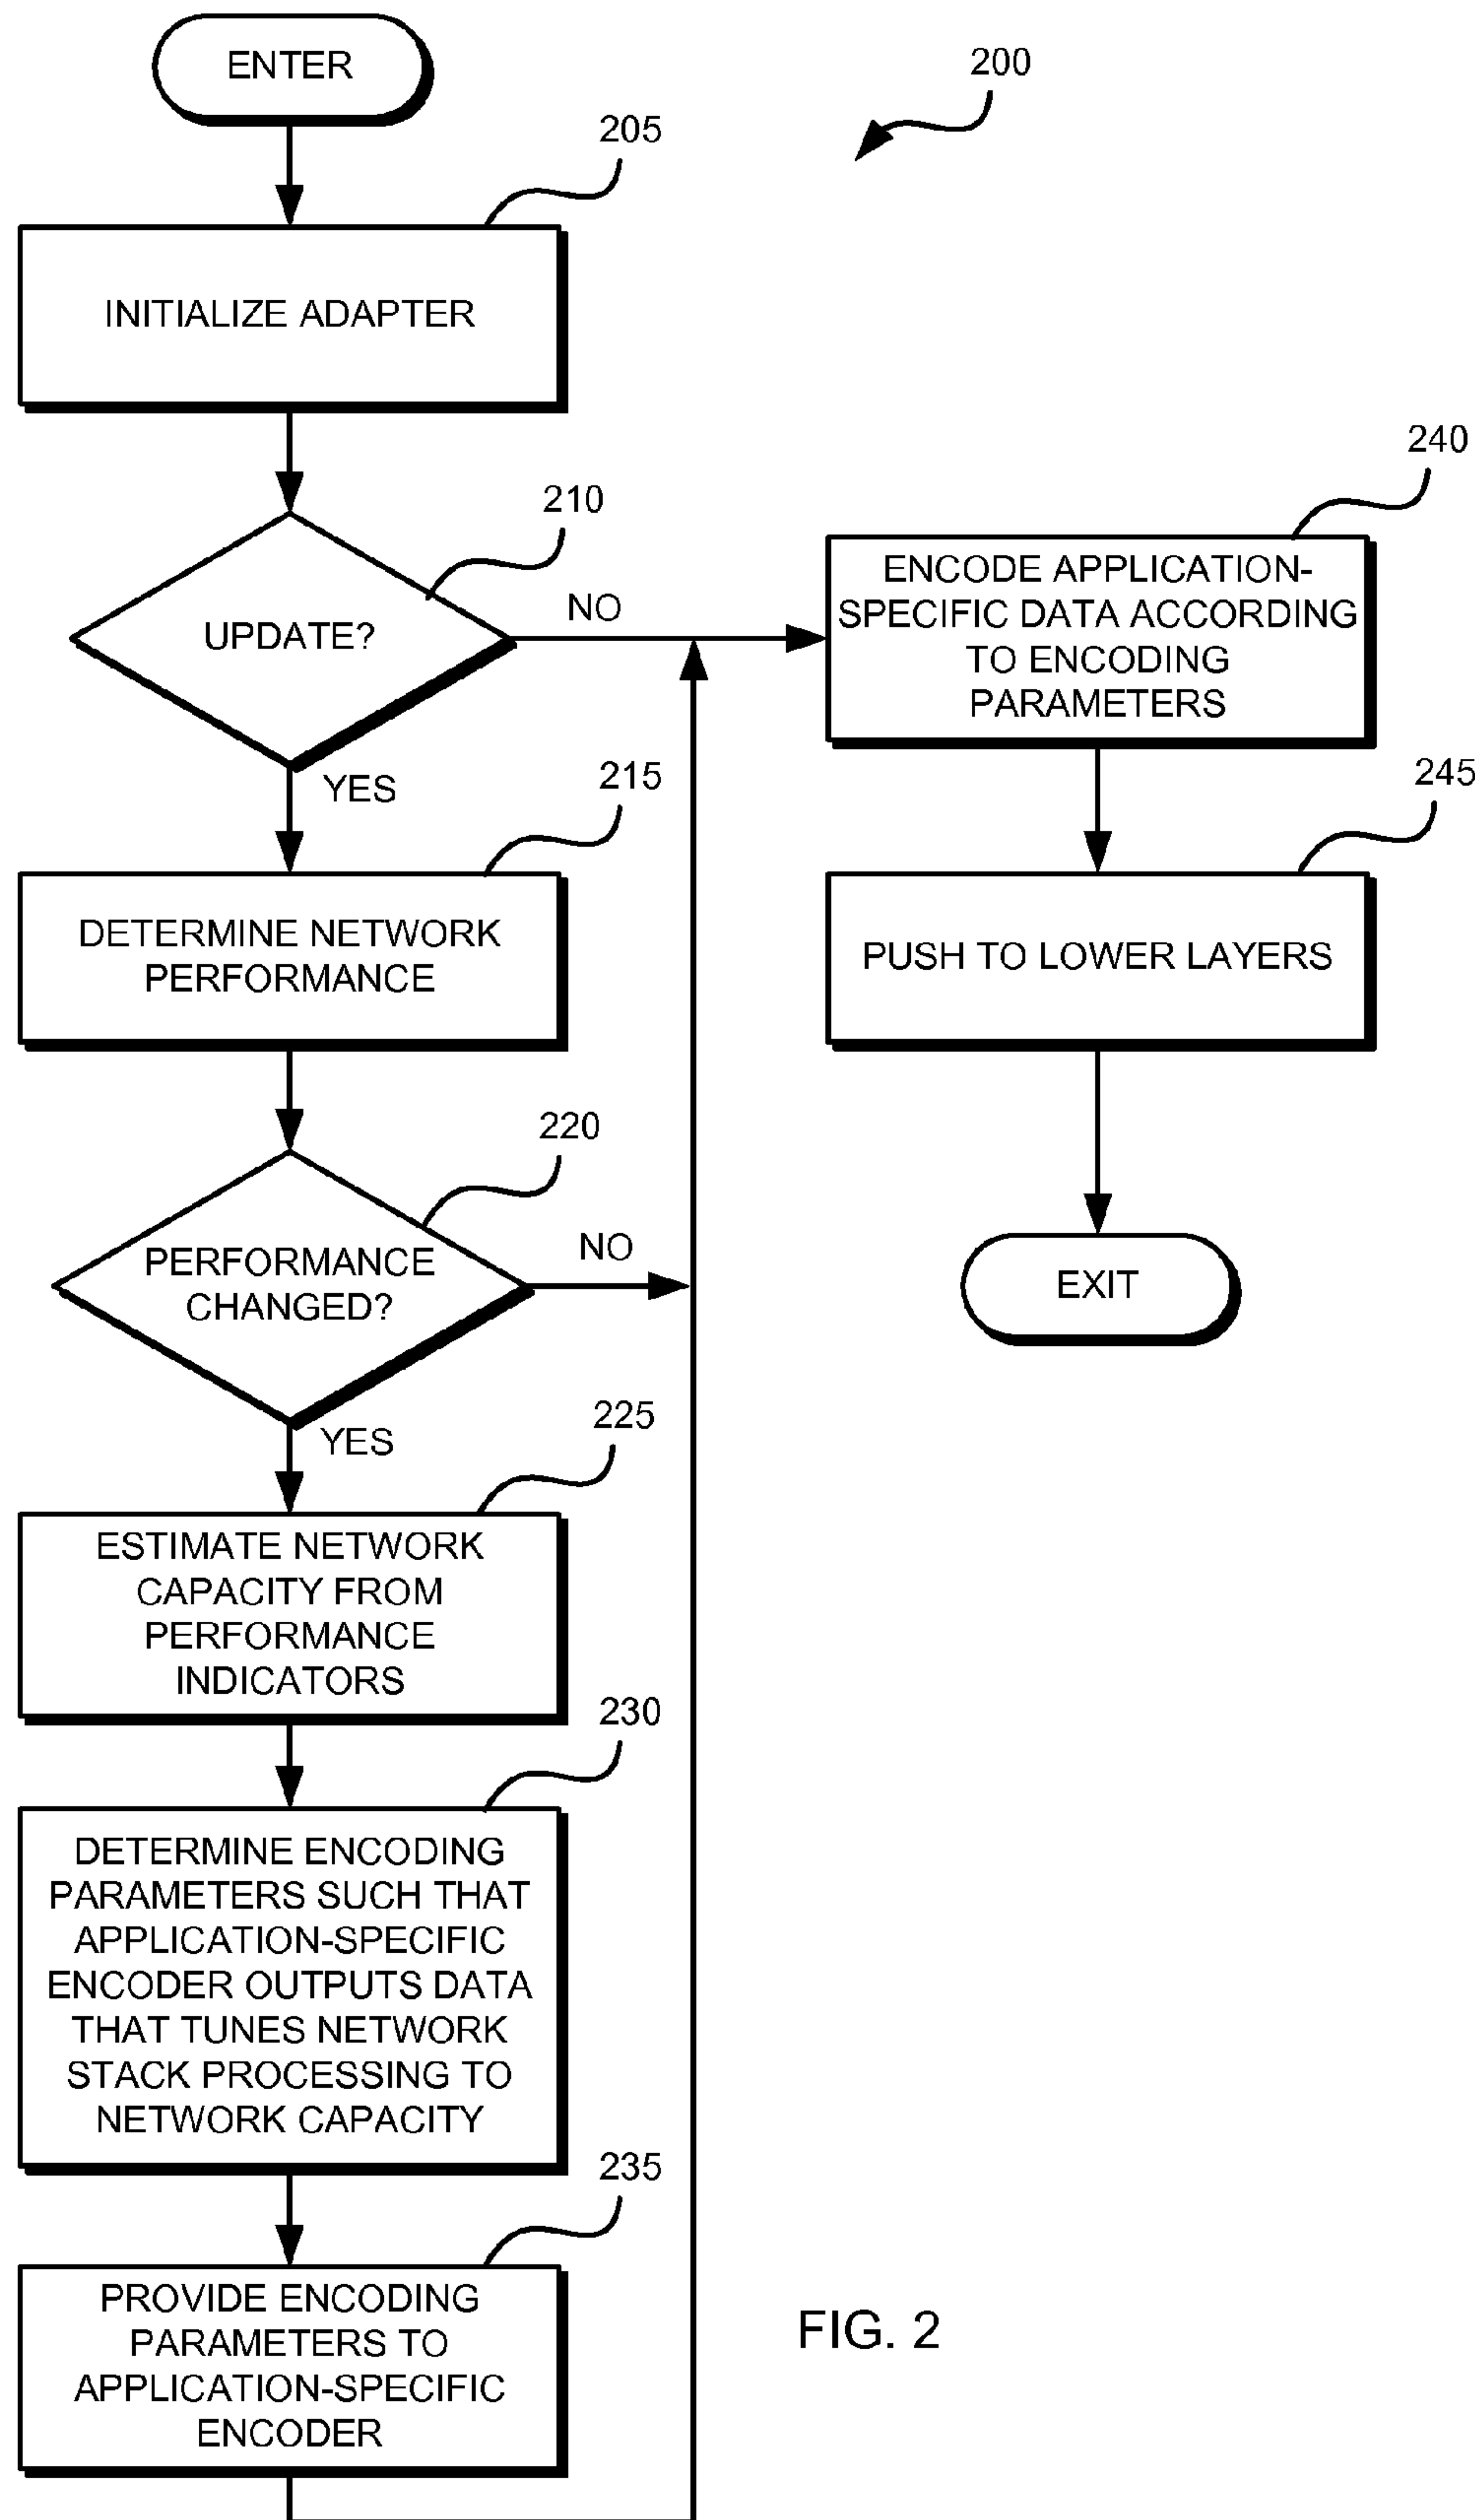 ENTER
200
205
INITIALIZE ADAPTER
210
UPDATE?
NO
YES
215
DETERMINE NETWORK
PERFORMANCE
220
PERFORMANCE
CHANGED?
NO
YES
225
ESTIMATE NETWORK
CAPACITY FROM
PERFORMANCE
INDICATORS
230
DETERMINE ENCODING
PARAMETERS SUCH THAT
APPLICATION-SPECIFIC
ENCODER OUTPUTS DATA
THAT TUNES NETWORK
STACK PROCESSING TO
NETWORK CAPACITY
235
PROVIDE ENCODING
PARAMETERS TO
APPLICATION-SPECIFIC
ENCODER
240
ENCODE APPLICATION-
SPECIFIC DATA ACCORDING
TO ENCODING
PARAMETERS
245
PUSH TO LOWER LAYERS
EXIT
FIG. 2